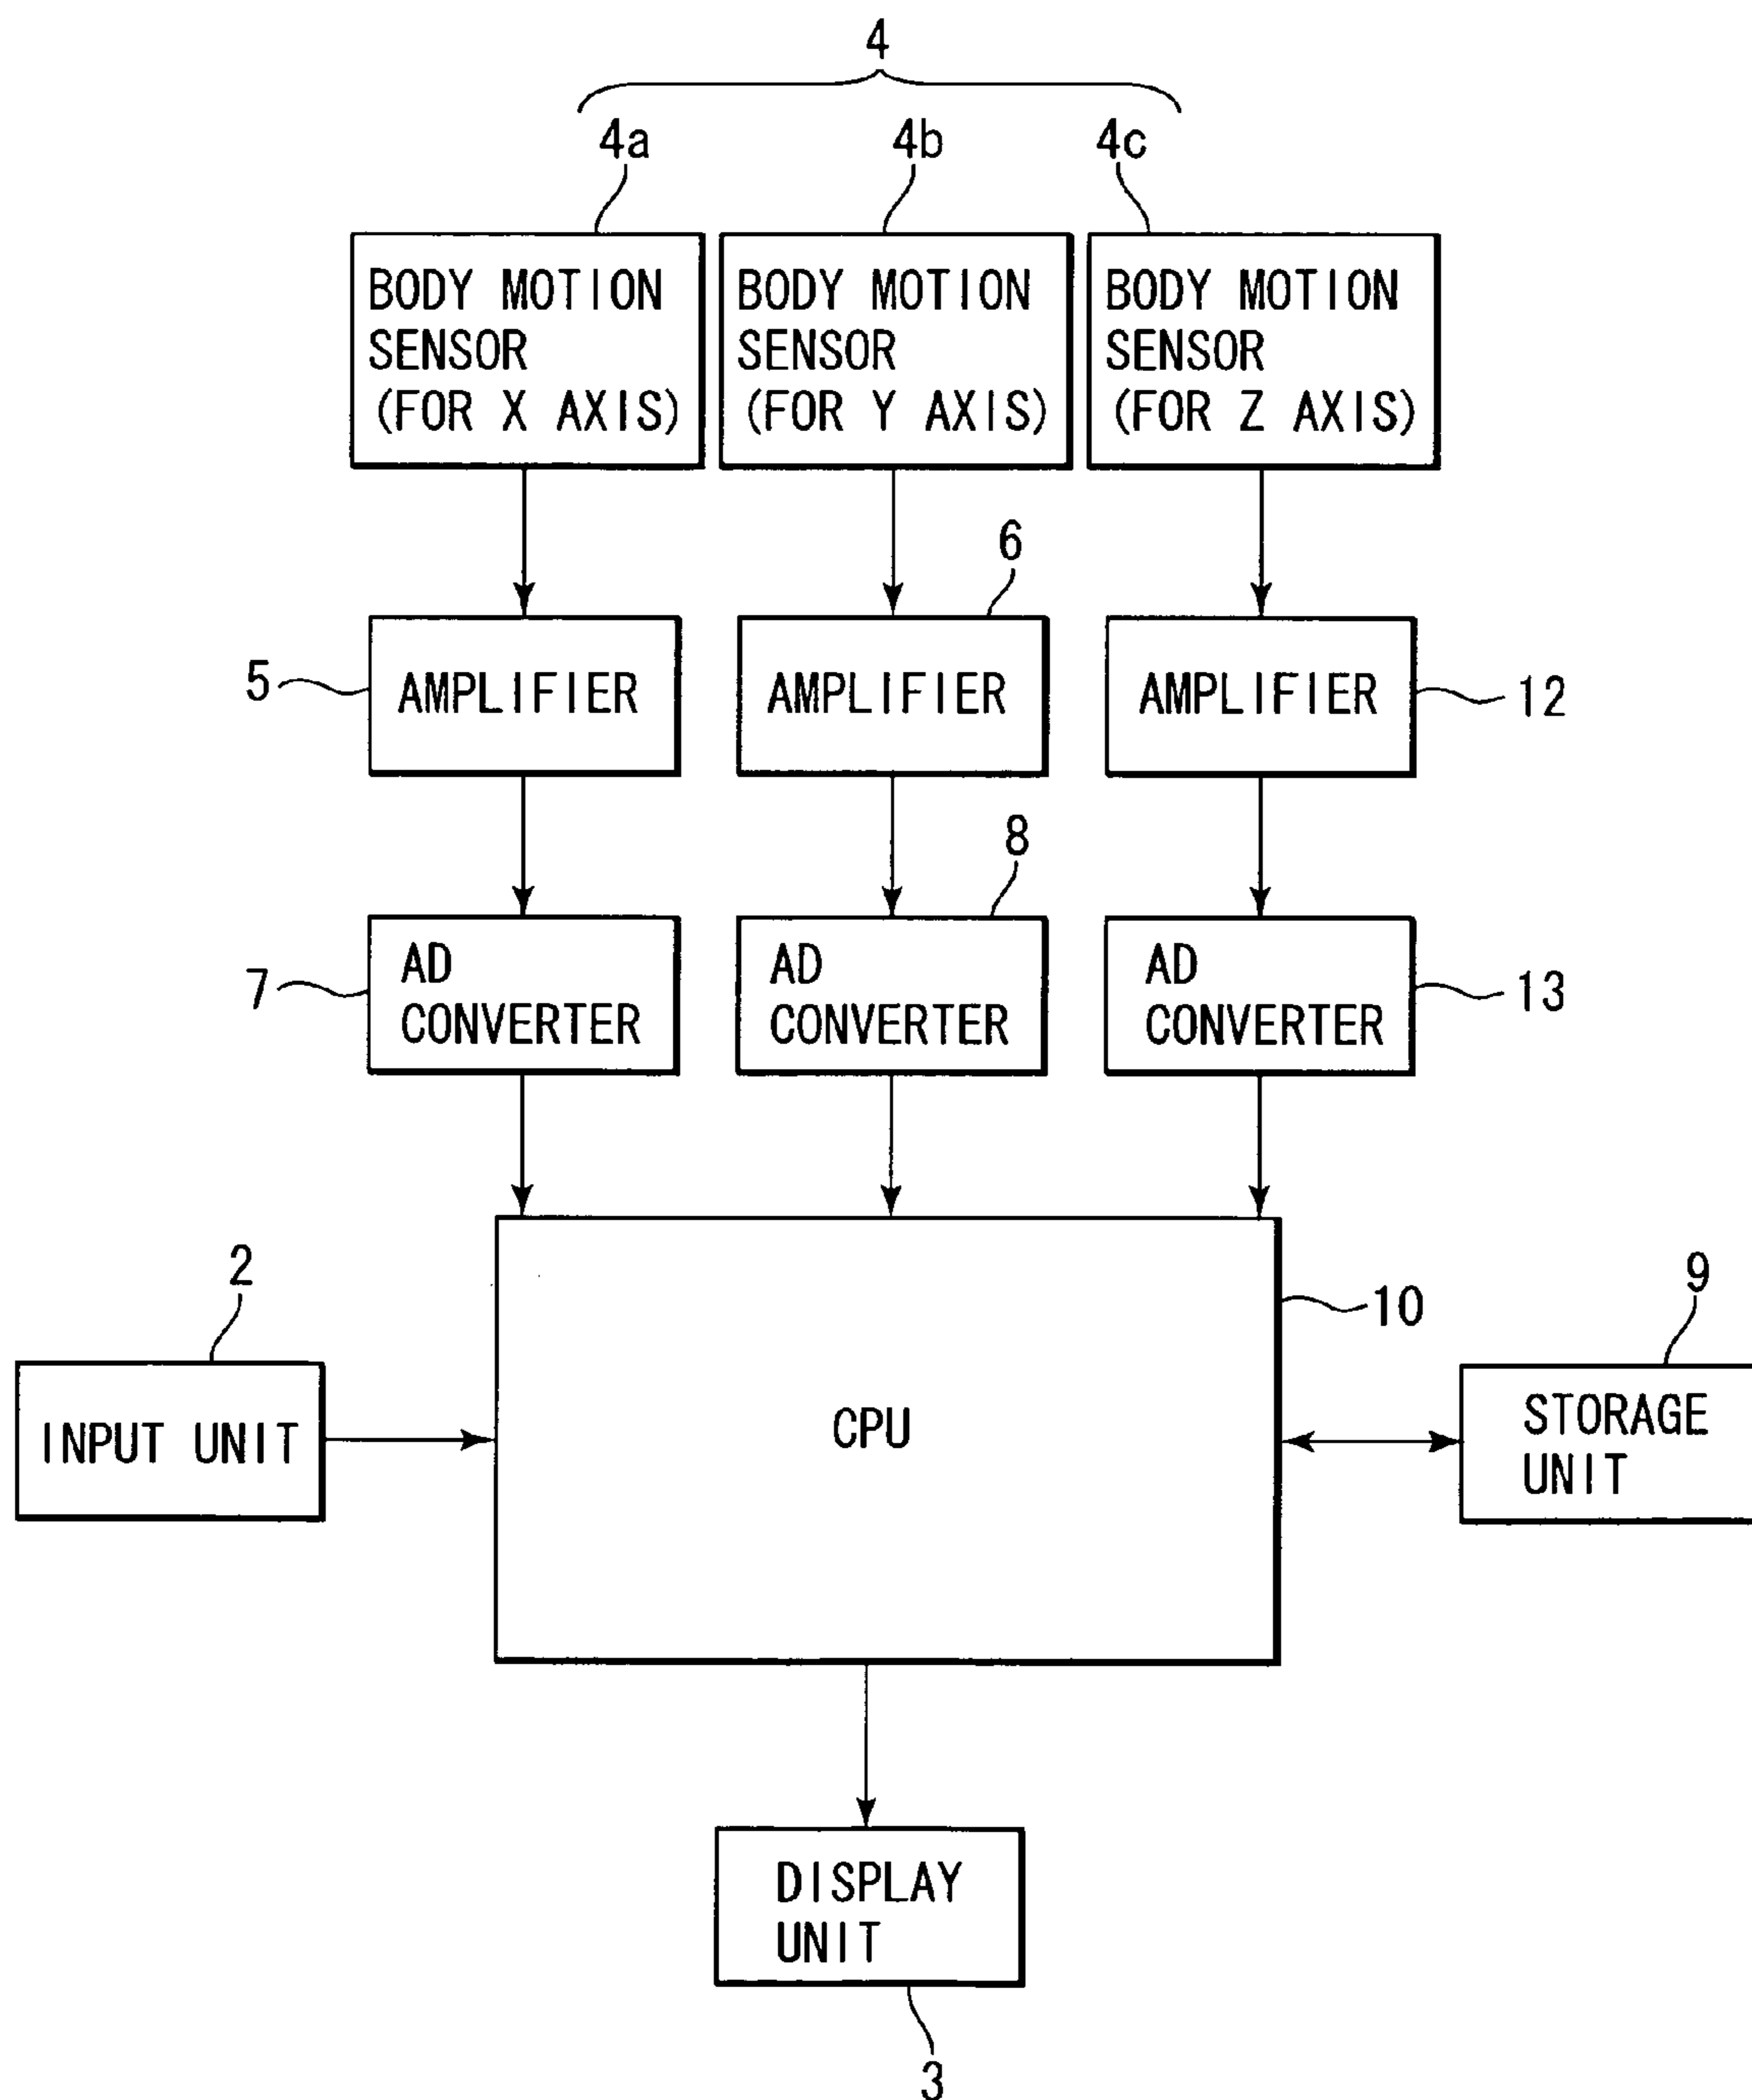 4
4a
4b
4c
BODY MOTION
SENSOR
(FOR X AXIS)
BODY MOTION
SENSOR
(FOR Y AXIS)
BODY MOTION
SENSOR
(FOR Z AXIS)
6
5
AMPLIFIER
AMPLIFIER
AMPLIFIER
12
8
7
AD
CONVERTER
AD
CONVERTER
AD
CONVERTER
13
2
10
9
INPUT UNIT
CPU
STORAGE
UNIT
DISPLAY
UNIT
3